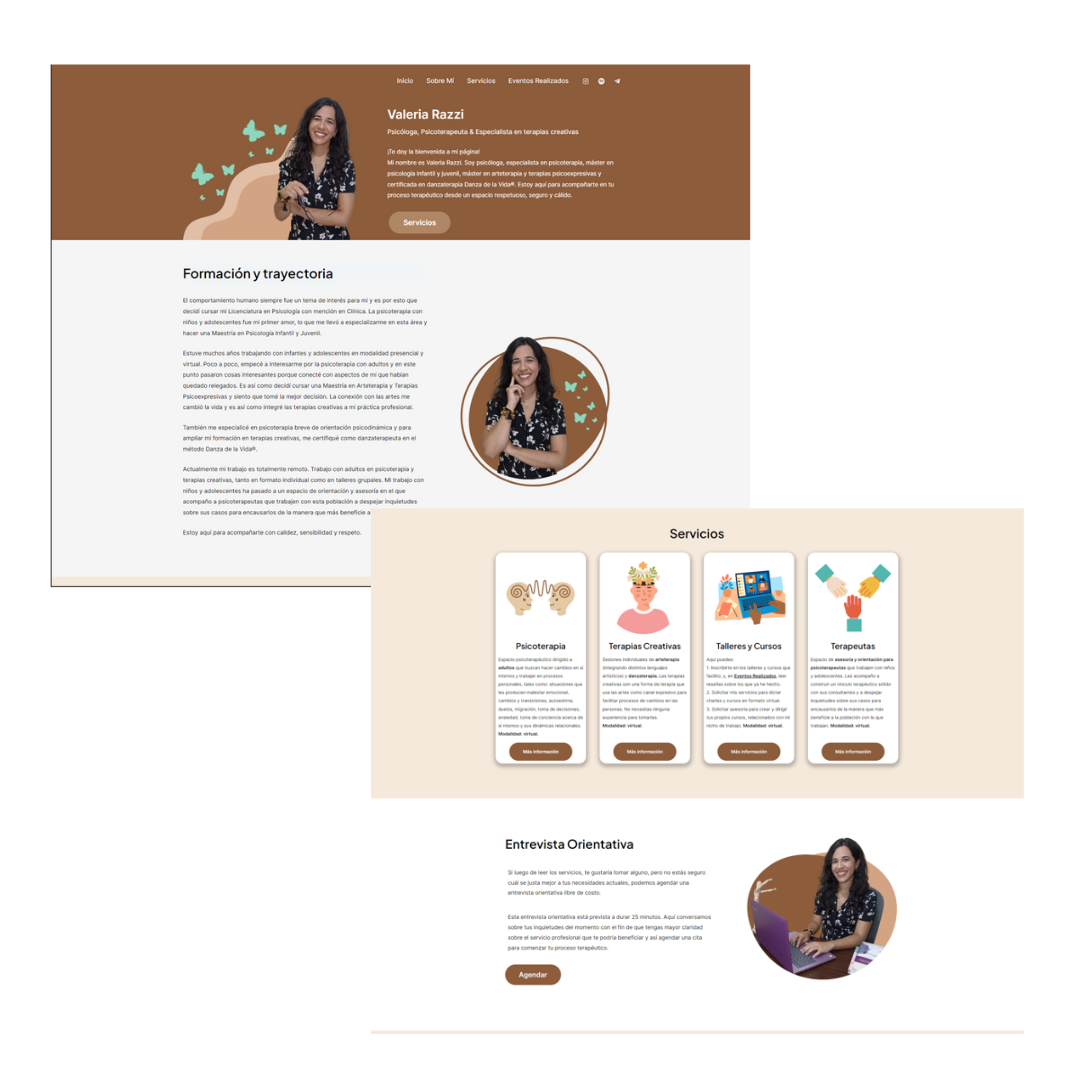 Inicio Sobre Mí Servicios Eventos Realizados
Valeria Razzi
Psicóloga, Psicoterapeuta & Especialista en terapias creativas
¡Te doy la bienvenida a mi página!
Mi nombre es Valeria Razzi. Soy psicóloga, especialista en psicoterapia, máster en
psicología infantil y juvenil, máster en arteterapia y terapias psicoexpresivas y
certificada en danzaterapia Danza de la Vida®. Estoy aquí para acompañarte en tu
proceso terapéutico desde un espacio respetuoso, seguro y cálido.
Servicios
Formación y trayectoria
El comportamiento humano siempre fue un tema de interés para mí y es por esto que
decidí cursar mi Licenciatura en Psicología con mención en Clínica. La psicoterapia con
niños y adolescentes fue mi primer amor, lo que me llevó a especializarme en esta área y
hacer una Maestría en Psicología Infantil y Juvenil.
Estuve muchos años trabajando con infantes y adolescentes en modalidad presencial y
virtual. Poco a poco, empecé a interesarme por la psicoterapia con adultos y en este
punto pasaron cosas interesantes porque conecté con aspectos de mí que habían
quedado relegados. Es así como decidí cursar una Maestría en Arteterapia y Terapias
Psicoexpresivas y siento que tomé la mejor decisión. La conexión con las artes me
cambió la vida y es así como integré las terapias creativas a mi práctica profesional.
También me especialicé en psicoterapia breve de orientación psicodinámica y para
ampliar mi formación en terapias creativas, me certifiqué como danzaterapeuta en el
método Danza de la Vida®.
Actualmente mi trabajo es totalmente remoto. Trabajo con adultos en psicoterapia y
terapias creativas, tanto en formato individual como en talleres grupales. Mi trabajo con
niños y adolescentes ha pasado a un espacio de orientación y asesoría en el que
acompaño a psicoterapeutas que trabajen con esta población a despejar inquietudes
sobre sus casos para encausarlos de la manera que más beneficie a
Estoy aquí para acompañarte con calidez, sensibilidad y respeto.
Servicios
Psicoterapia
Espacio psicoterapéutico dirigido a
adultos que buscan hacer cambios en sí
mismos y trabajar en procesos
personales, tales como: situaciones que
les producen malestar emocional,
cambios y transiciones, autoestima,
duelos, migración, toma de decisiones,
ansiedad, toma de conciencia acerca de
sí mismos y sus dinámicas relacionales.
Modalidad: virtual.
Más información
Terapias Creativas
Sesiones individuales de arteterapia
(integrando distintos lenguajes
artísticos) y danzaterapia. Las terapias
creativas son una forma de terapia que
usa las artes como canal expresivo para
facilitar procesos de cambios en las
personas. No necesitas ninguna
experiencia para tomarlas.
Modalidad: virtual.
Más información
Talleres y Cursos
Aquí puedes:
1. Inscribirte en los talleres y cursos que
facilito; y, en Eventos Realizados, leer
reseñas sobre los que ya he hecho.
2. Solicitar mis servicios para dictar
charlas y cursos en formato virtual.
3. Solicitar asesoría para crear y dirigir
tus propios cursos, relacionados con mi
nicho de trabajo. Modalidad: virtual.
Más información
Terapeutas
Espacio de asesoría y orientación para
psicoterapeutas que trabajen con niños
y adolescentes. Les acompaño a
construir un vínculo terapéutico sólido
con sus consultantes y a despejar
inquietudes sobre sus casos para
encausarlos de la manera que más
beneficie a la población con la que
trabajan. Modalidad: virtual.
Más información
Entrevista Orientativa
Si luego de leer los servicios, te gustaría tomar alguno, pero no estás seguro
cuál se justa mejor a tus necesidades actuales, podemos agendar una
entrevista orientativa libre de costo.
Esta entrevista orientativa está prevista a durar 25 minutos. Aquí conversamos
sobre tus inquietudes del momento con el fin de que tengas mayor claridad
sobre el servicio profesional que te podría beneficiar y así agendar una cita
para comenzar tu proceso terapéutico.
Agendar